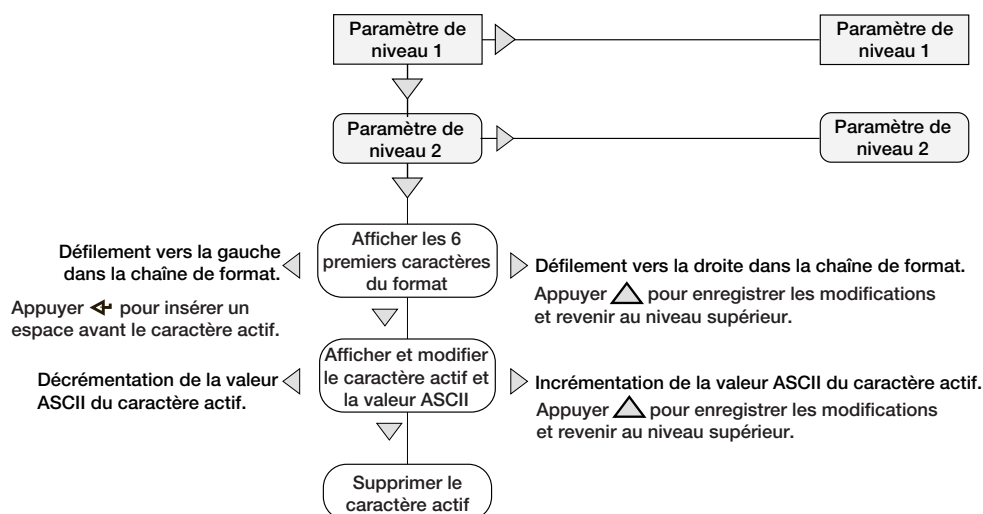 Paramètre de
niveau 1
Paramètre de
niveau 1
Paramètre de
niveau 2
Paramètre de
niveau 2
Afficher les 6
premiers caractères
du format
Défilement vers la gauche
dans la chaîne de format.
Appuyer pour insérer un
espace avant le caractère actif.
Défilement vers la droite dans la chaîne de format.
Appuyer pour enregistrer les modifications
et revenir au niveau supérieur.
Afficher et modifier
le caractère actif et
la valeur ASCII
Décrémentation de la valeur
ASCII du caractère actif.
Incrémentation de la valeur ASCII du caractère actif.
Appuyer pour enregistrer les modifications
et revenir au niveau supérieur.
Supprimer le
caractère actif